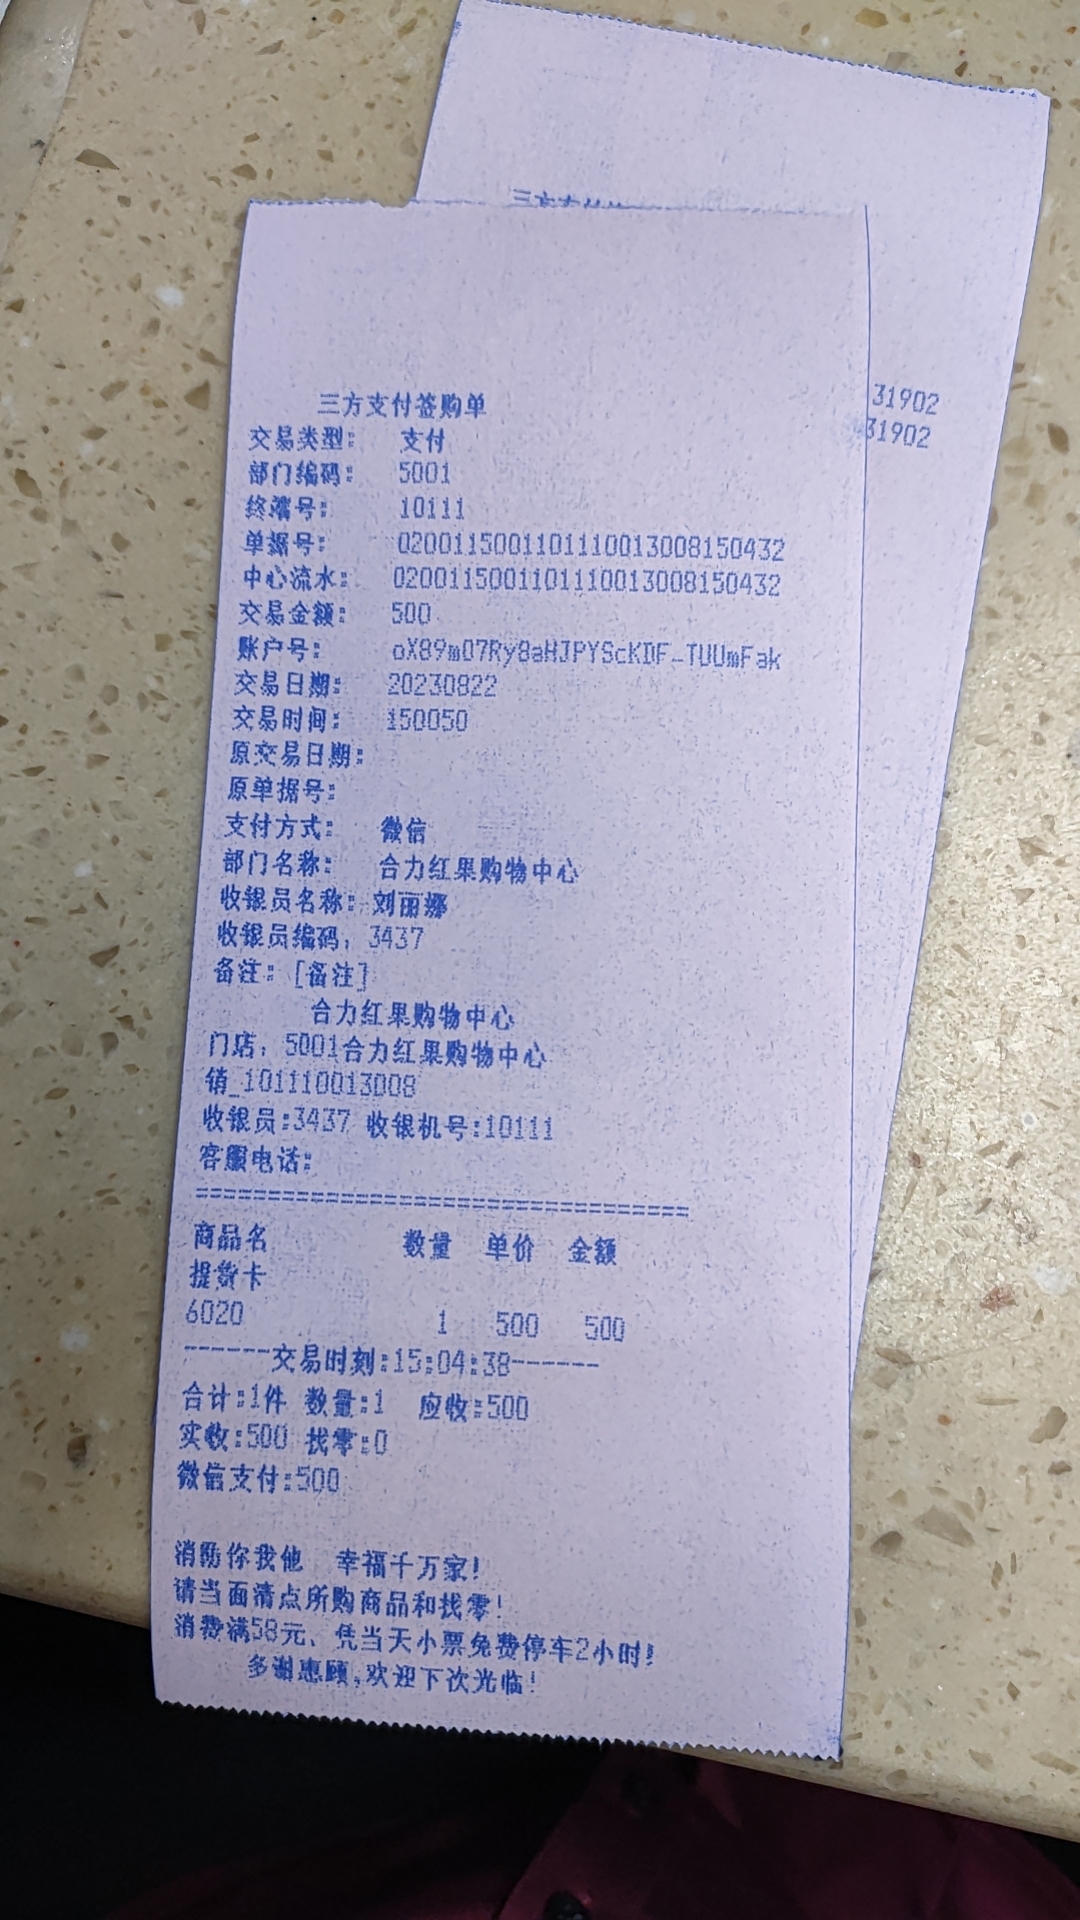 三方支付签购单
交易类型： 支付
部门编码： 5001
终端号： 10111
单据号： 0200115001101110013008150432
中心流水： 0200115001101110013008150432
交易金额： 500
账户号： oX89m07Ry8aHJPYScKDF-TUUmFak
交易日期： 20230822
交易时间： 150050
原交易日期：
原单据号：
支付方式： 微信
部门名称： 合力红果购物中心
收银员名称： 刘丽娜
收银员编码： 3437
备注： [备注]
合力红果购物中心
门店： 5001合力红果购物中心
销_101110013008
收银员:3437 收银机号:10111
客服电话：
==================================
商品名 数量 单价 金额
提货卡
6020 1 500 500
------交易时刻:15:04:38------
合计:1件 数量:1 应收:500
实收:500 找零:0
微信支付:500
消防你我他 幸福千万家!
请当面清点所购商品和找零!
消费满58元、凭当天小票免费停车2小时!
多谢惠顾,欢迎下次光临!
31902
31902